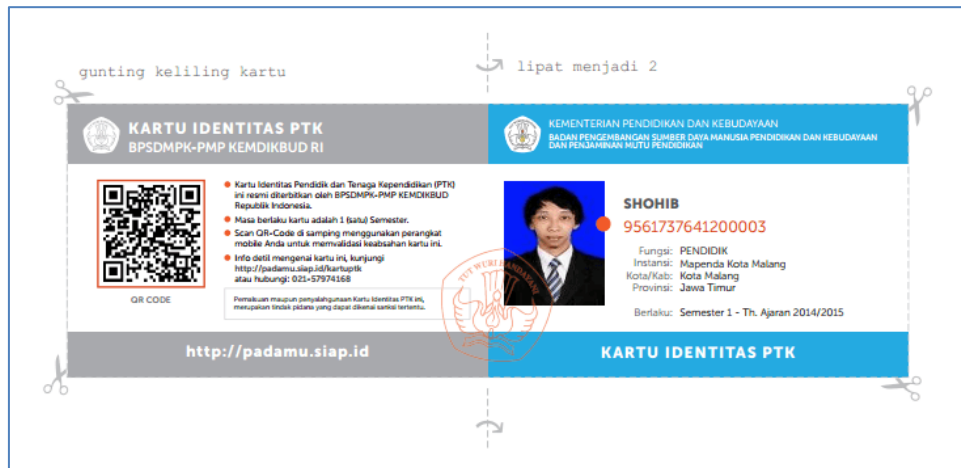 gunting keliling kartu
lipat menjadi 2
KARTU IDENTITAS PTK
BPSDMPK-PMP KEMDIKBUD RI
Kartu Identitas Pendidik dan Tenaga Kependidikan (PTK)
ini resmi diterbitkan oleh BPSDMPK-PMP KEMDIKBUD
Republik Indonesia.
Masa berlaku kartu adalah 1 (satu) Semester.
Scan QR-Code di samping menggunakan perangkat
mobile Anda untuk memvalidasi keabsahan kartu ini.
Info detil mengenai kartu ini, kunjungi
http://padamu.siap.id/kartuptk
atau hubungi: 021-57974168
QR CODE
Pemalsuan maupun penyalahgunaan Kartu Identitas PTK ini,
merupakan tindak pidana yang dapat dikenai sanksi tertentu.
http://padamu.siap.id
KEMENTERIAN PENDIDIKAN DAN KEBUDAYAAN
BADAN PENGEMBANGAN SUMBER DAYA MANUSIA PENDIDIKAN DAN KEBUDAYAAN
DAN PENJAMINAN MUTU PENDIDIKAN
SHOHIB
9561737641200003
Fungsi: PENDIDIK
Instansi: Mapenda Kota Malang
Kota/Kab: Kota Malang
Provinsi: Jawa Timur
Berlaku: Semester 1 - Th. Ajaran 2014/2015
TUT WURI HANDAYANI
KARTU IDENTITAS PTK